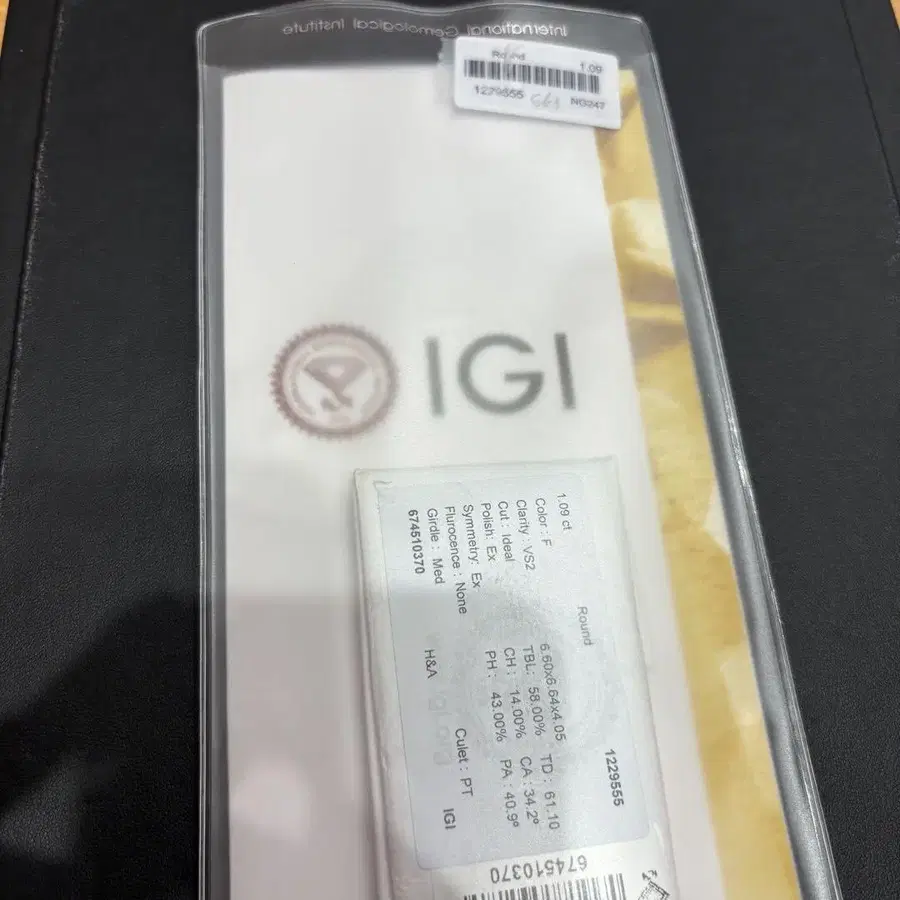 International Gemological Institute
Round 1.09
1229555 NG247
IGI
1.09 ct Round 1229555
Color : F 6.60x6.64x4.05 TD : 61.10
Clarity : VS2 TBL: 58.00% CA : 34.2º
Cut : Ideal CH : 14.00% PA : 40.9º
Polish: Ex PH : 43.00%
Symmetry: Ex
Flurocence : None Culet : PT
Girdle : Med H&A IGI
674510370
674510370